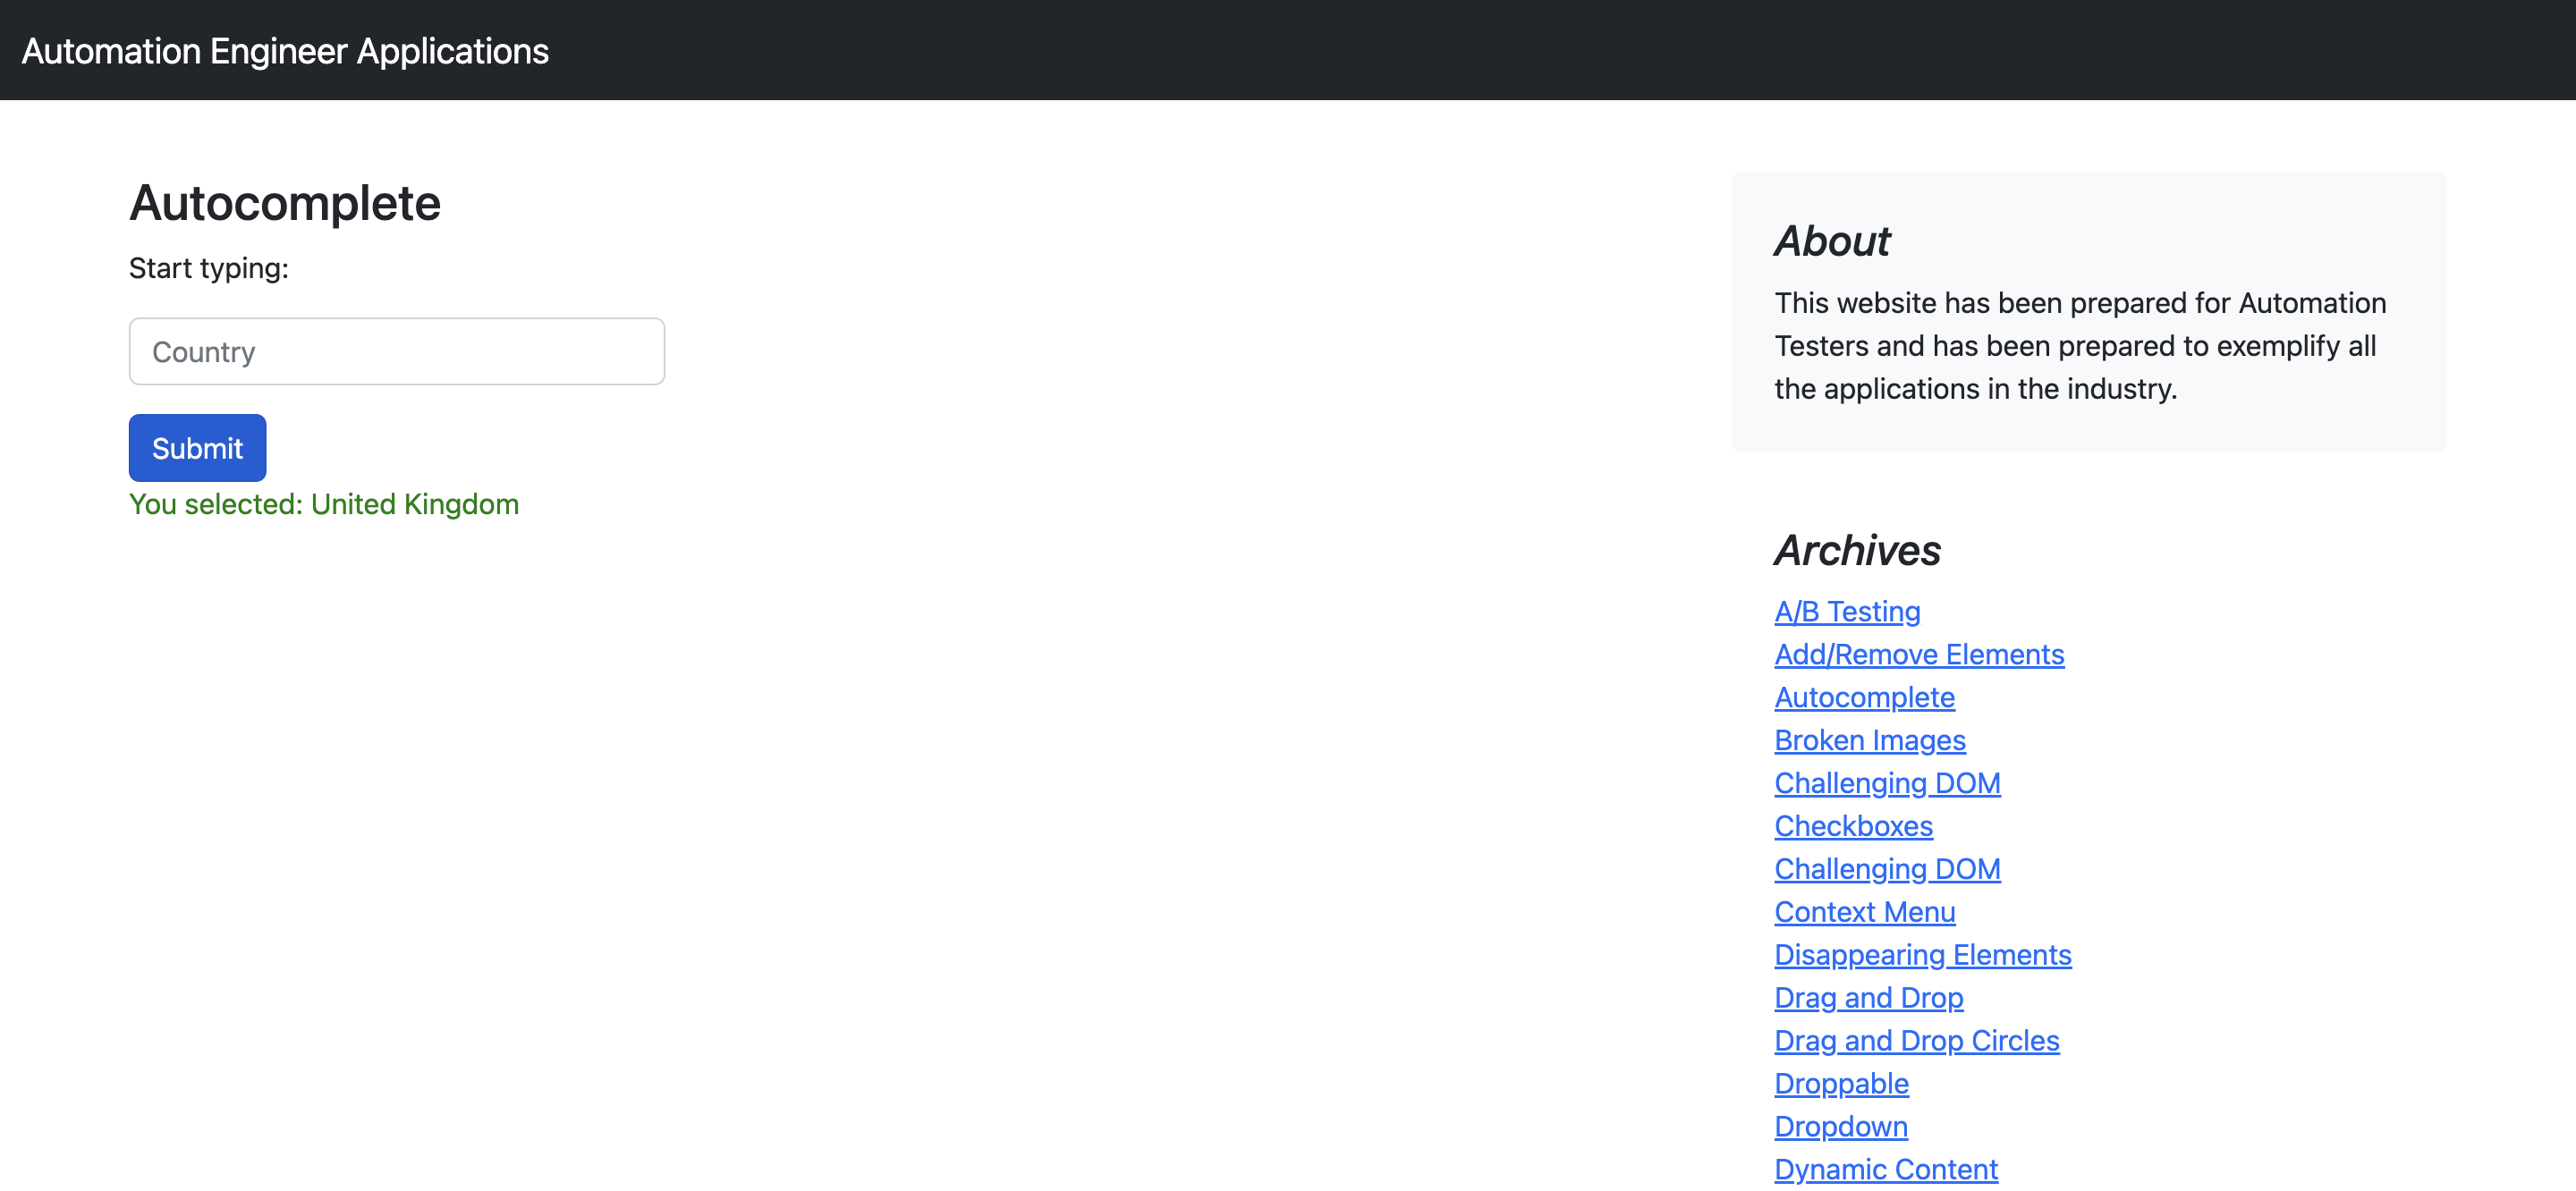 Automation Engineer Applications
Autocomplete
Start typing:
Country
Submit
You selected: United Kingdom
About
This website has been prepared for Automation
Testers and has been prepared to exemplify all
the applications in the industry.
Archives
A/B Testing
Add/Remove Elements
Autocomplete
Broken Images
Challenging DOM
Checkboxes
Challenging DOM
Context Menu
Disappearing Elements
Drag and Drop
Drag and Drop Circles
Droppable
Dropdown
Dynamic Content